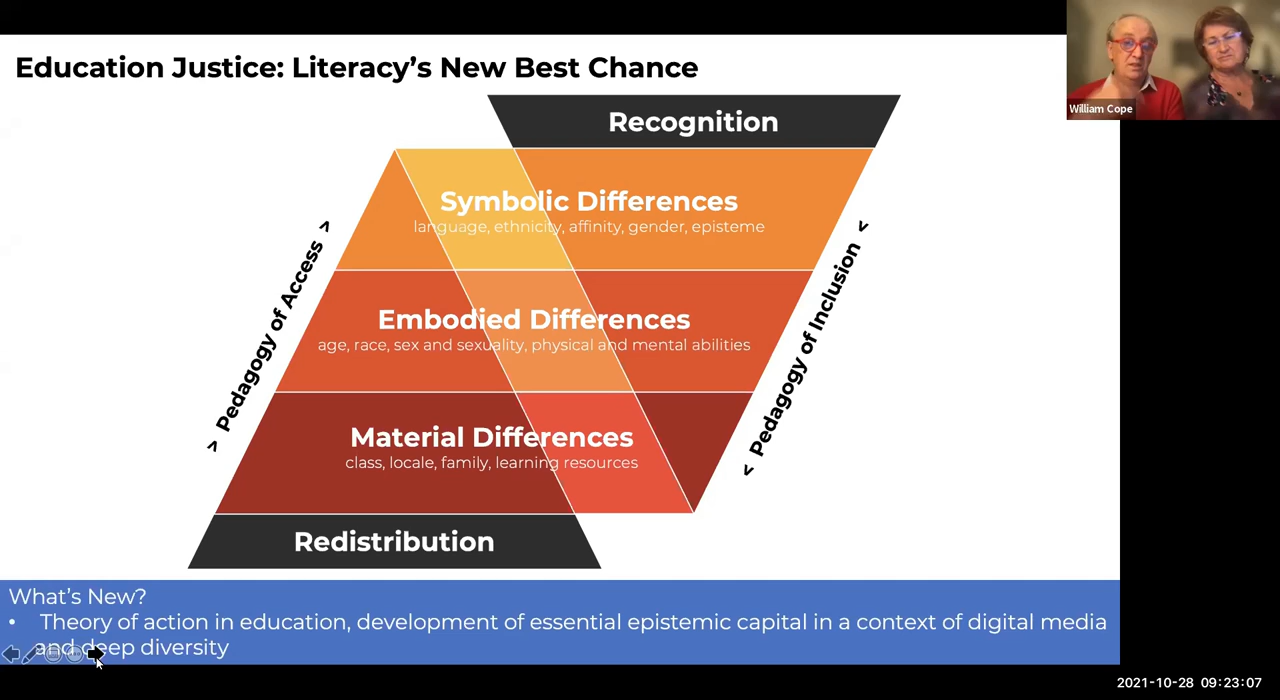 Education Justice: Literacy's New Best Chance
William Cope
Recognition
Symbolic Differences
language, ethnicity, affinity, gender, episteme
> Pedagogy of Access >
< Pedagogy of Inclusion <
Embodied Differences
age, race, sex and sexuality, physical and mental abilities
Material Differences
class, locale, family, learning resources
Redistribution
What's New?
• Theory of action in education, development of essential epistemic capital in a context of digital media
and deep diversity
2021-10-28 09:23:07